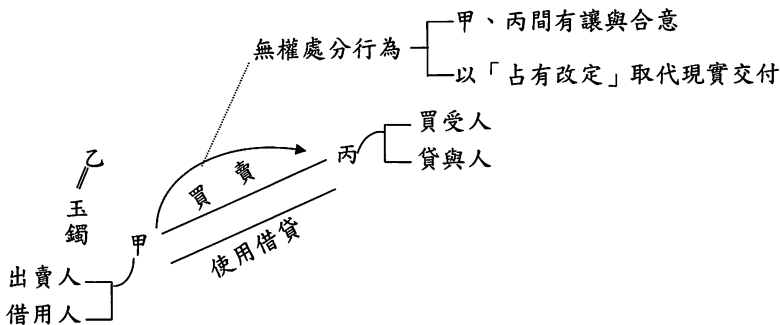 甲、丙間有讓與合意
無權處分行為
以「占有改定」取代現實交付
買受人
丙
貸與人
乙
買賣
玉鐲
甲
使用借貸
出賣人
借用人